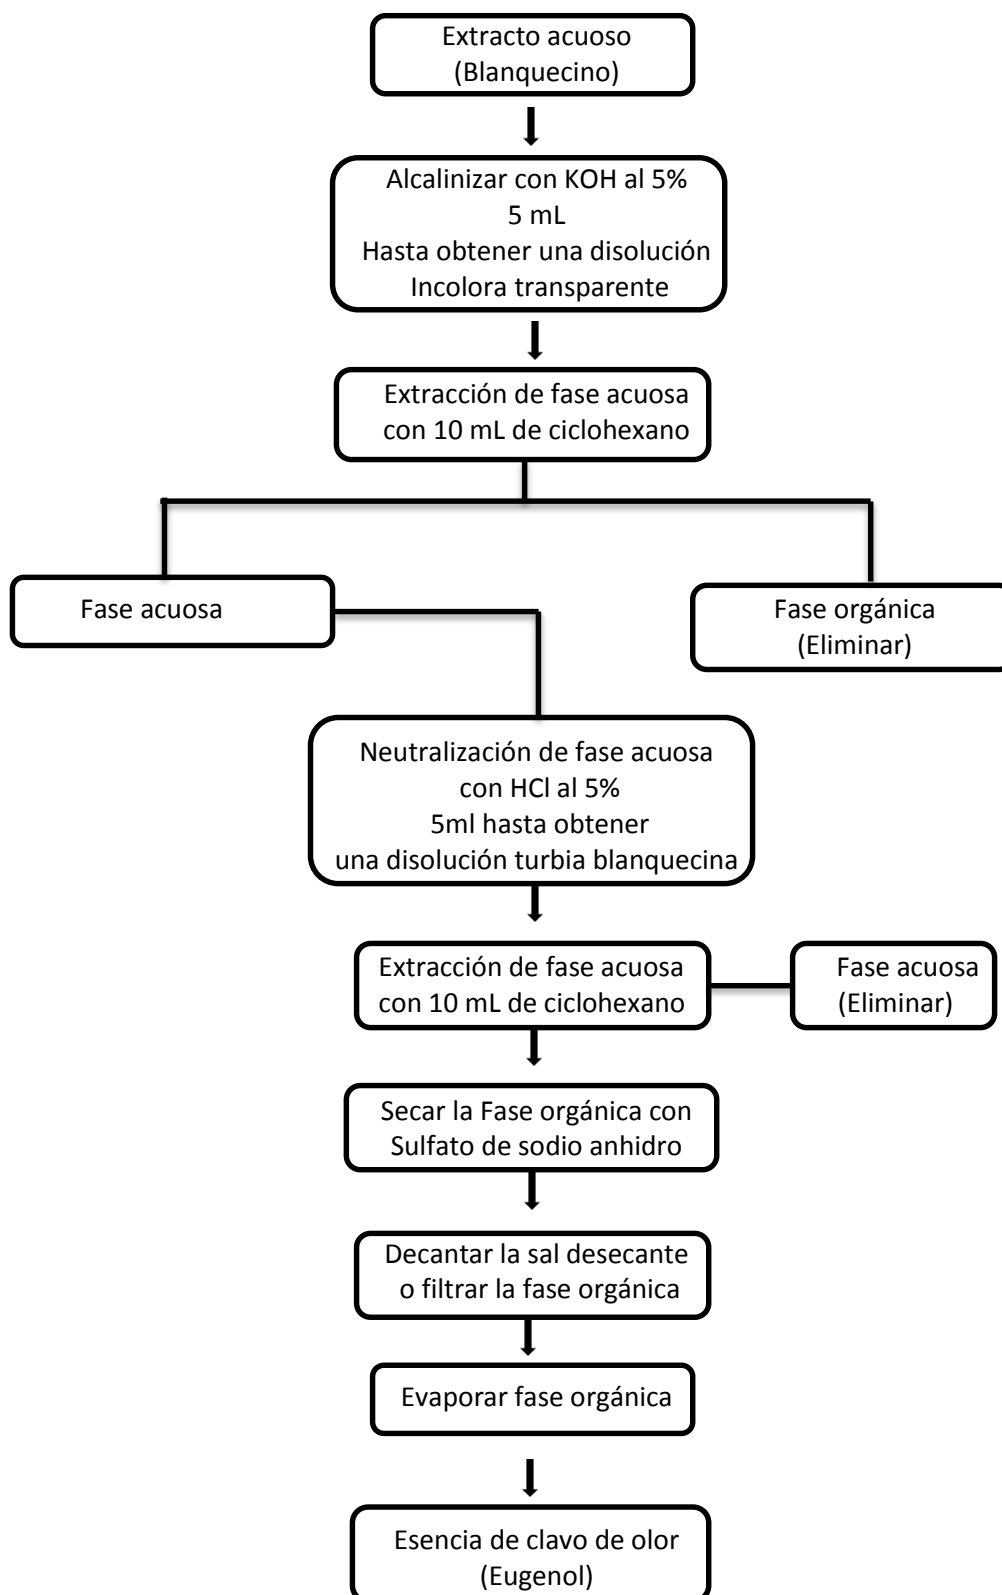 Extracto acuoso
(Blanquecino)
Alcalinizar con KOH al 5%
5 mL
Hasta obtener una disolución
Incolora transparente
Extracción de fase acuosa
con 10 mL de ciclohexano
Fase acuosa
Fase orgánica
(Eliminar)
Neutralización de fase acuosa
con HCl al 5%
5ml hasta obtener
una disolución turbia blanquecina
Extracción de fase acuosa
con 10 mL de ciclohexano
Fase acuosa
(Eliminar)
Secar la Fase orgánica con
Sulfato de sodio anhidro
Decantar la sal desecante
o filtrar la fase orgánica
Evaporar fase orgánica
Esencia de clavo de olor
(Eugenol)